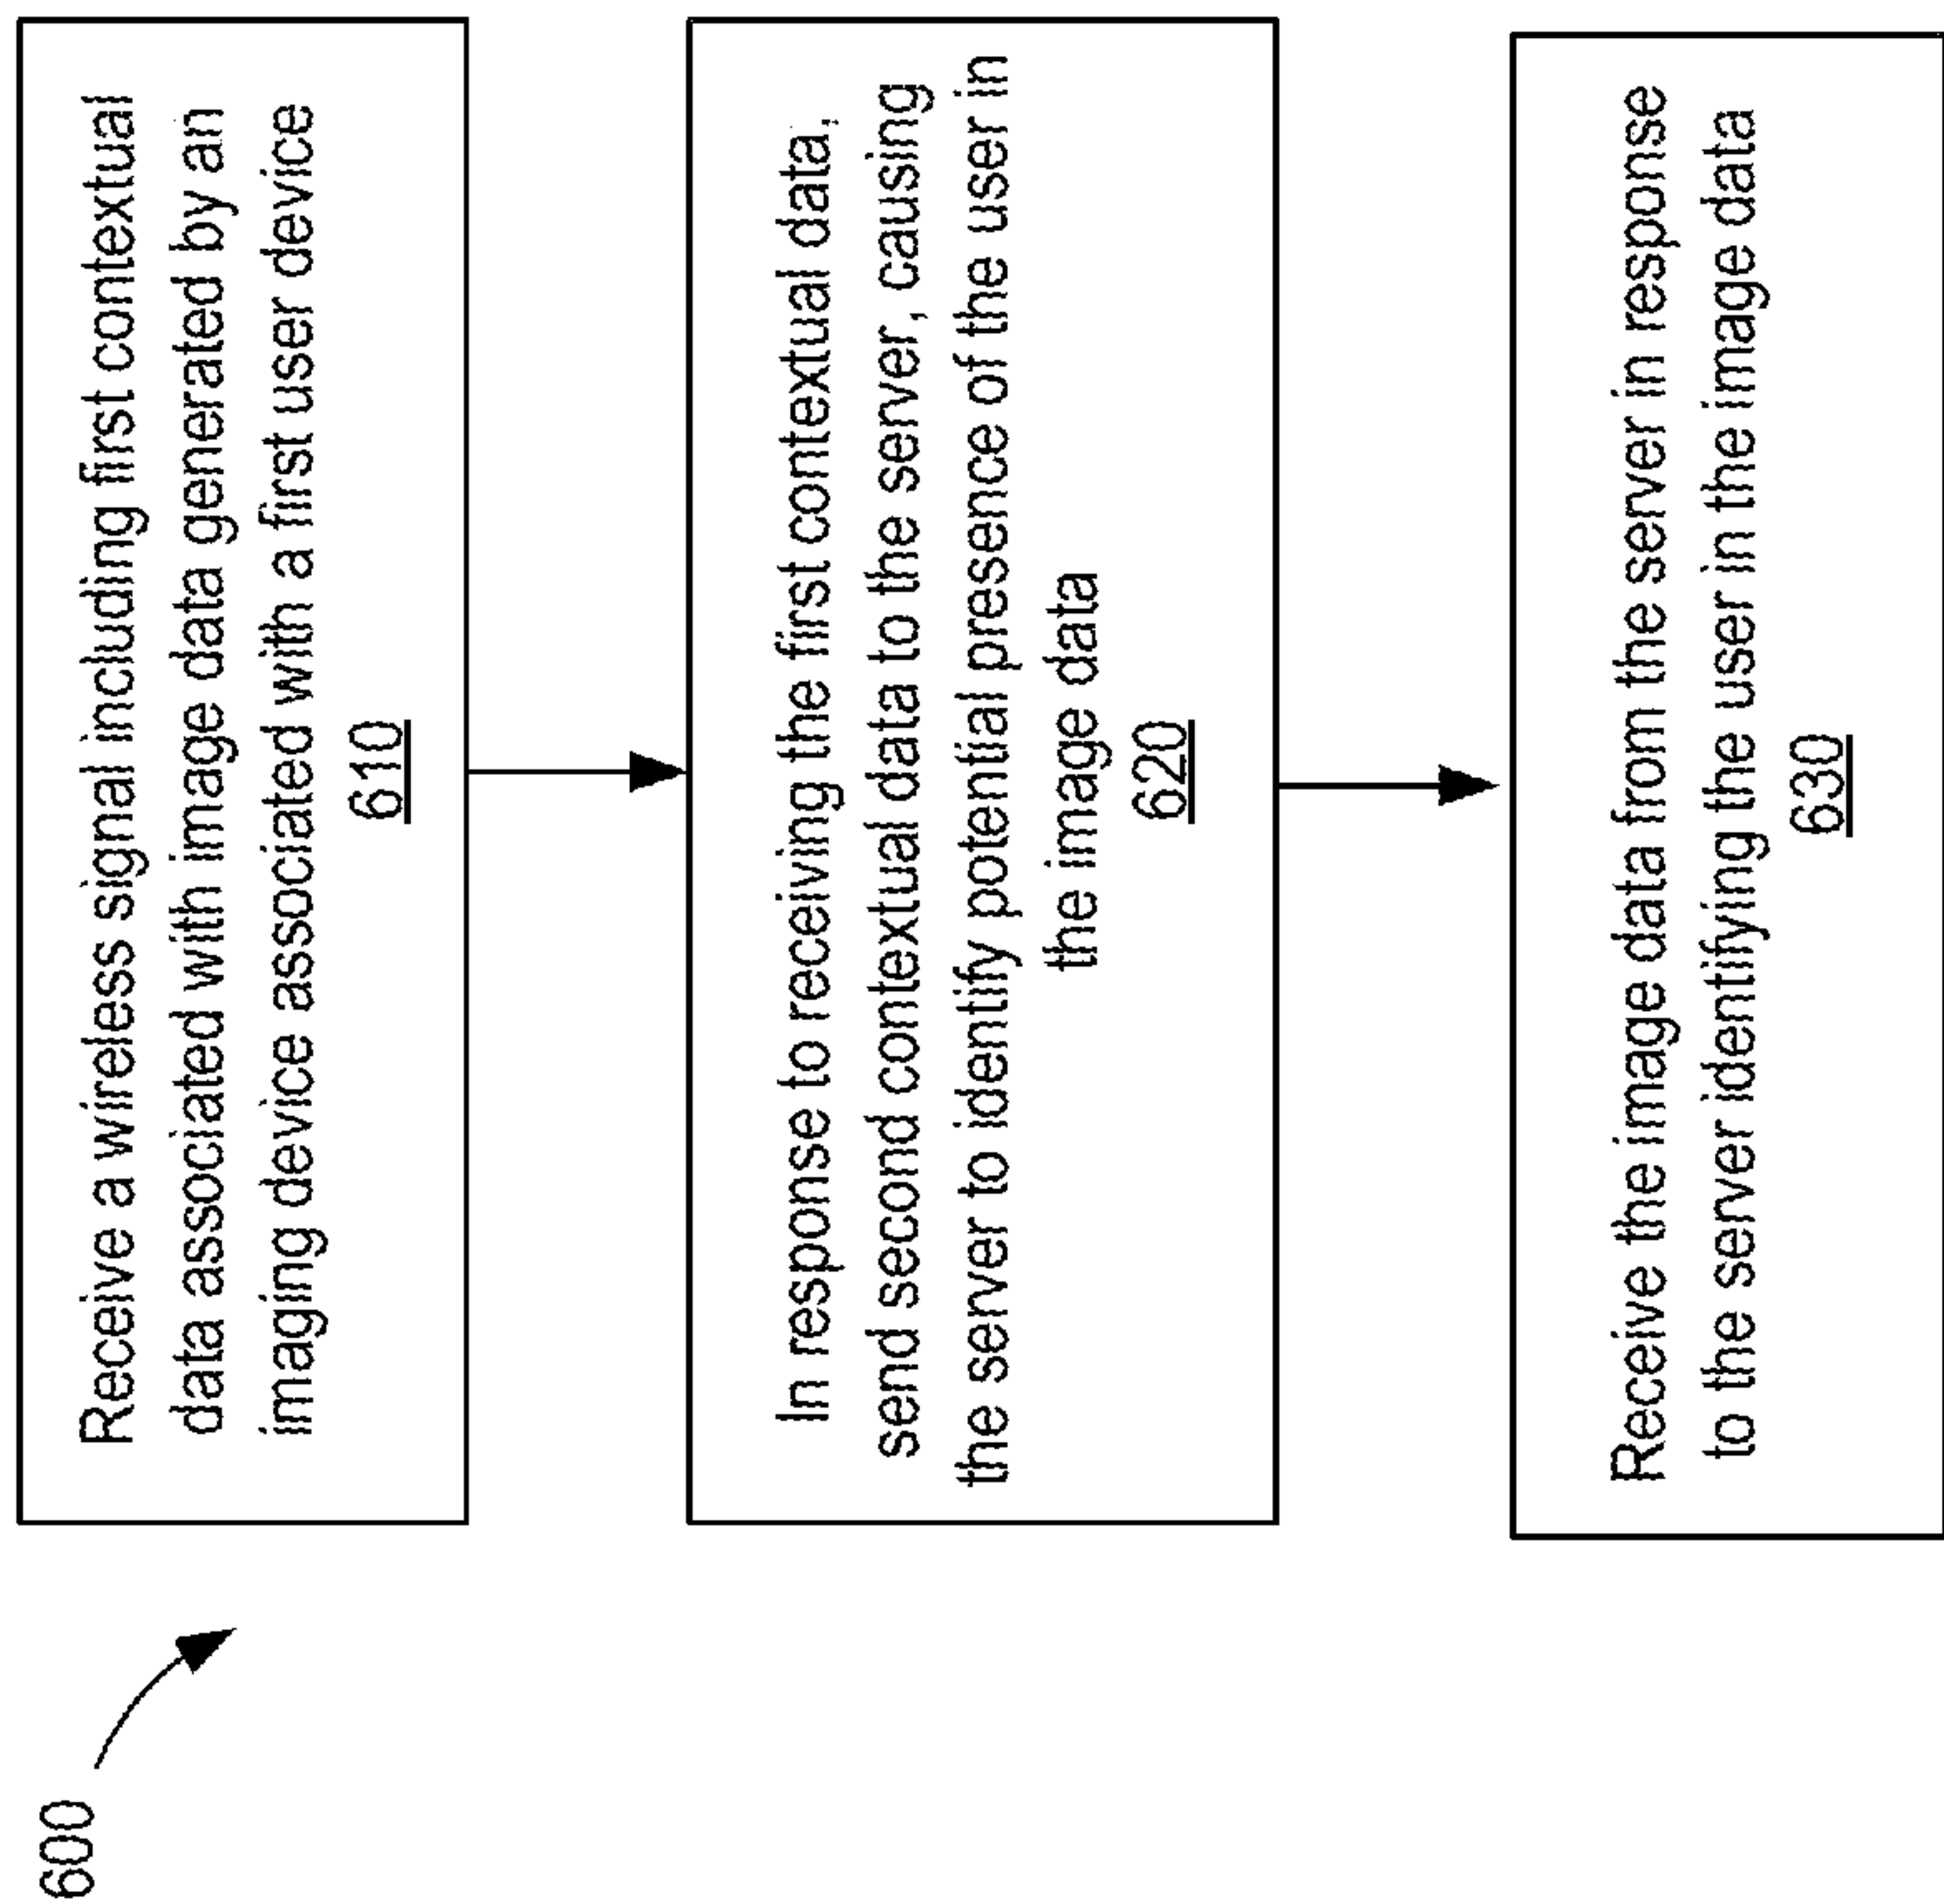 600
Receive a wireless signal including first contextual
data associated with image data generated by an
imaging device associated with a first user device
610
In response to receiving the first contextual data,
send second contextual data to the server, causing
the server to identify potential presence of the user in
the image data
620
Receive the image data from the server in response
to the server identifying the user in the image data
630